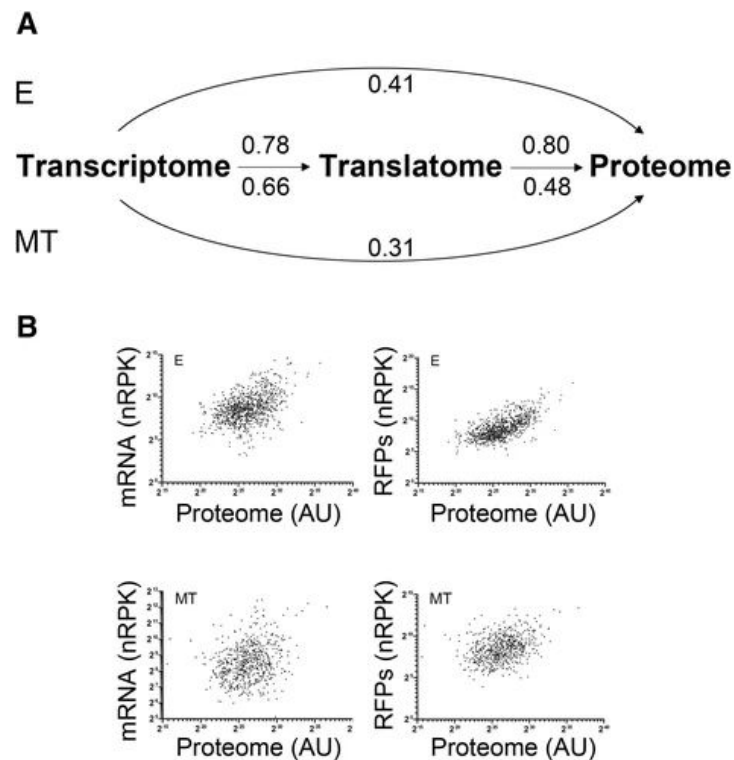 A
E
0.41
0.78 0.80
Transcriptome Translatome Proteome
0.66 0.48
MT
0.31
B
E
mRNA (nRPK)
Proteome (AU)
E
RFPs (nRPK)
Proteome (AU)
MT
mRNA (nRPK)
Proteome (AU)
MT
RFPs (nRPK)
Proteome (AU)